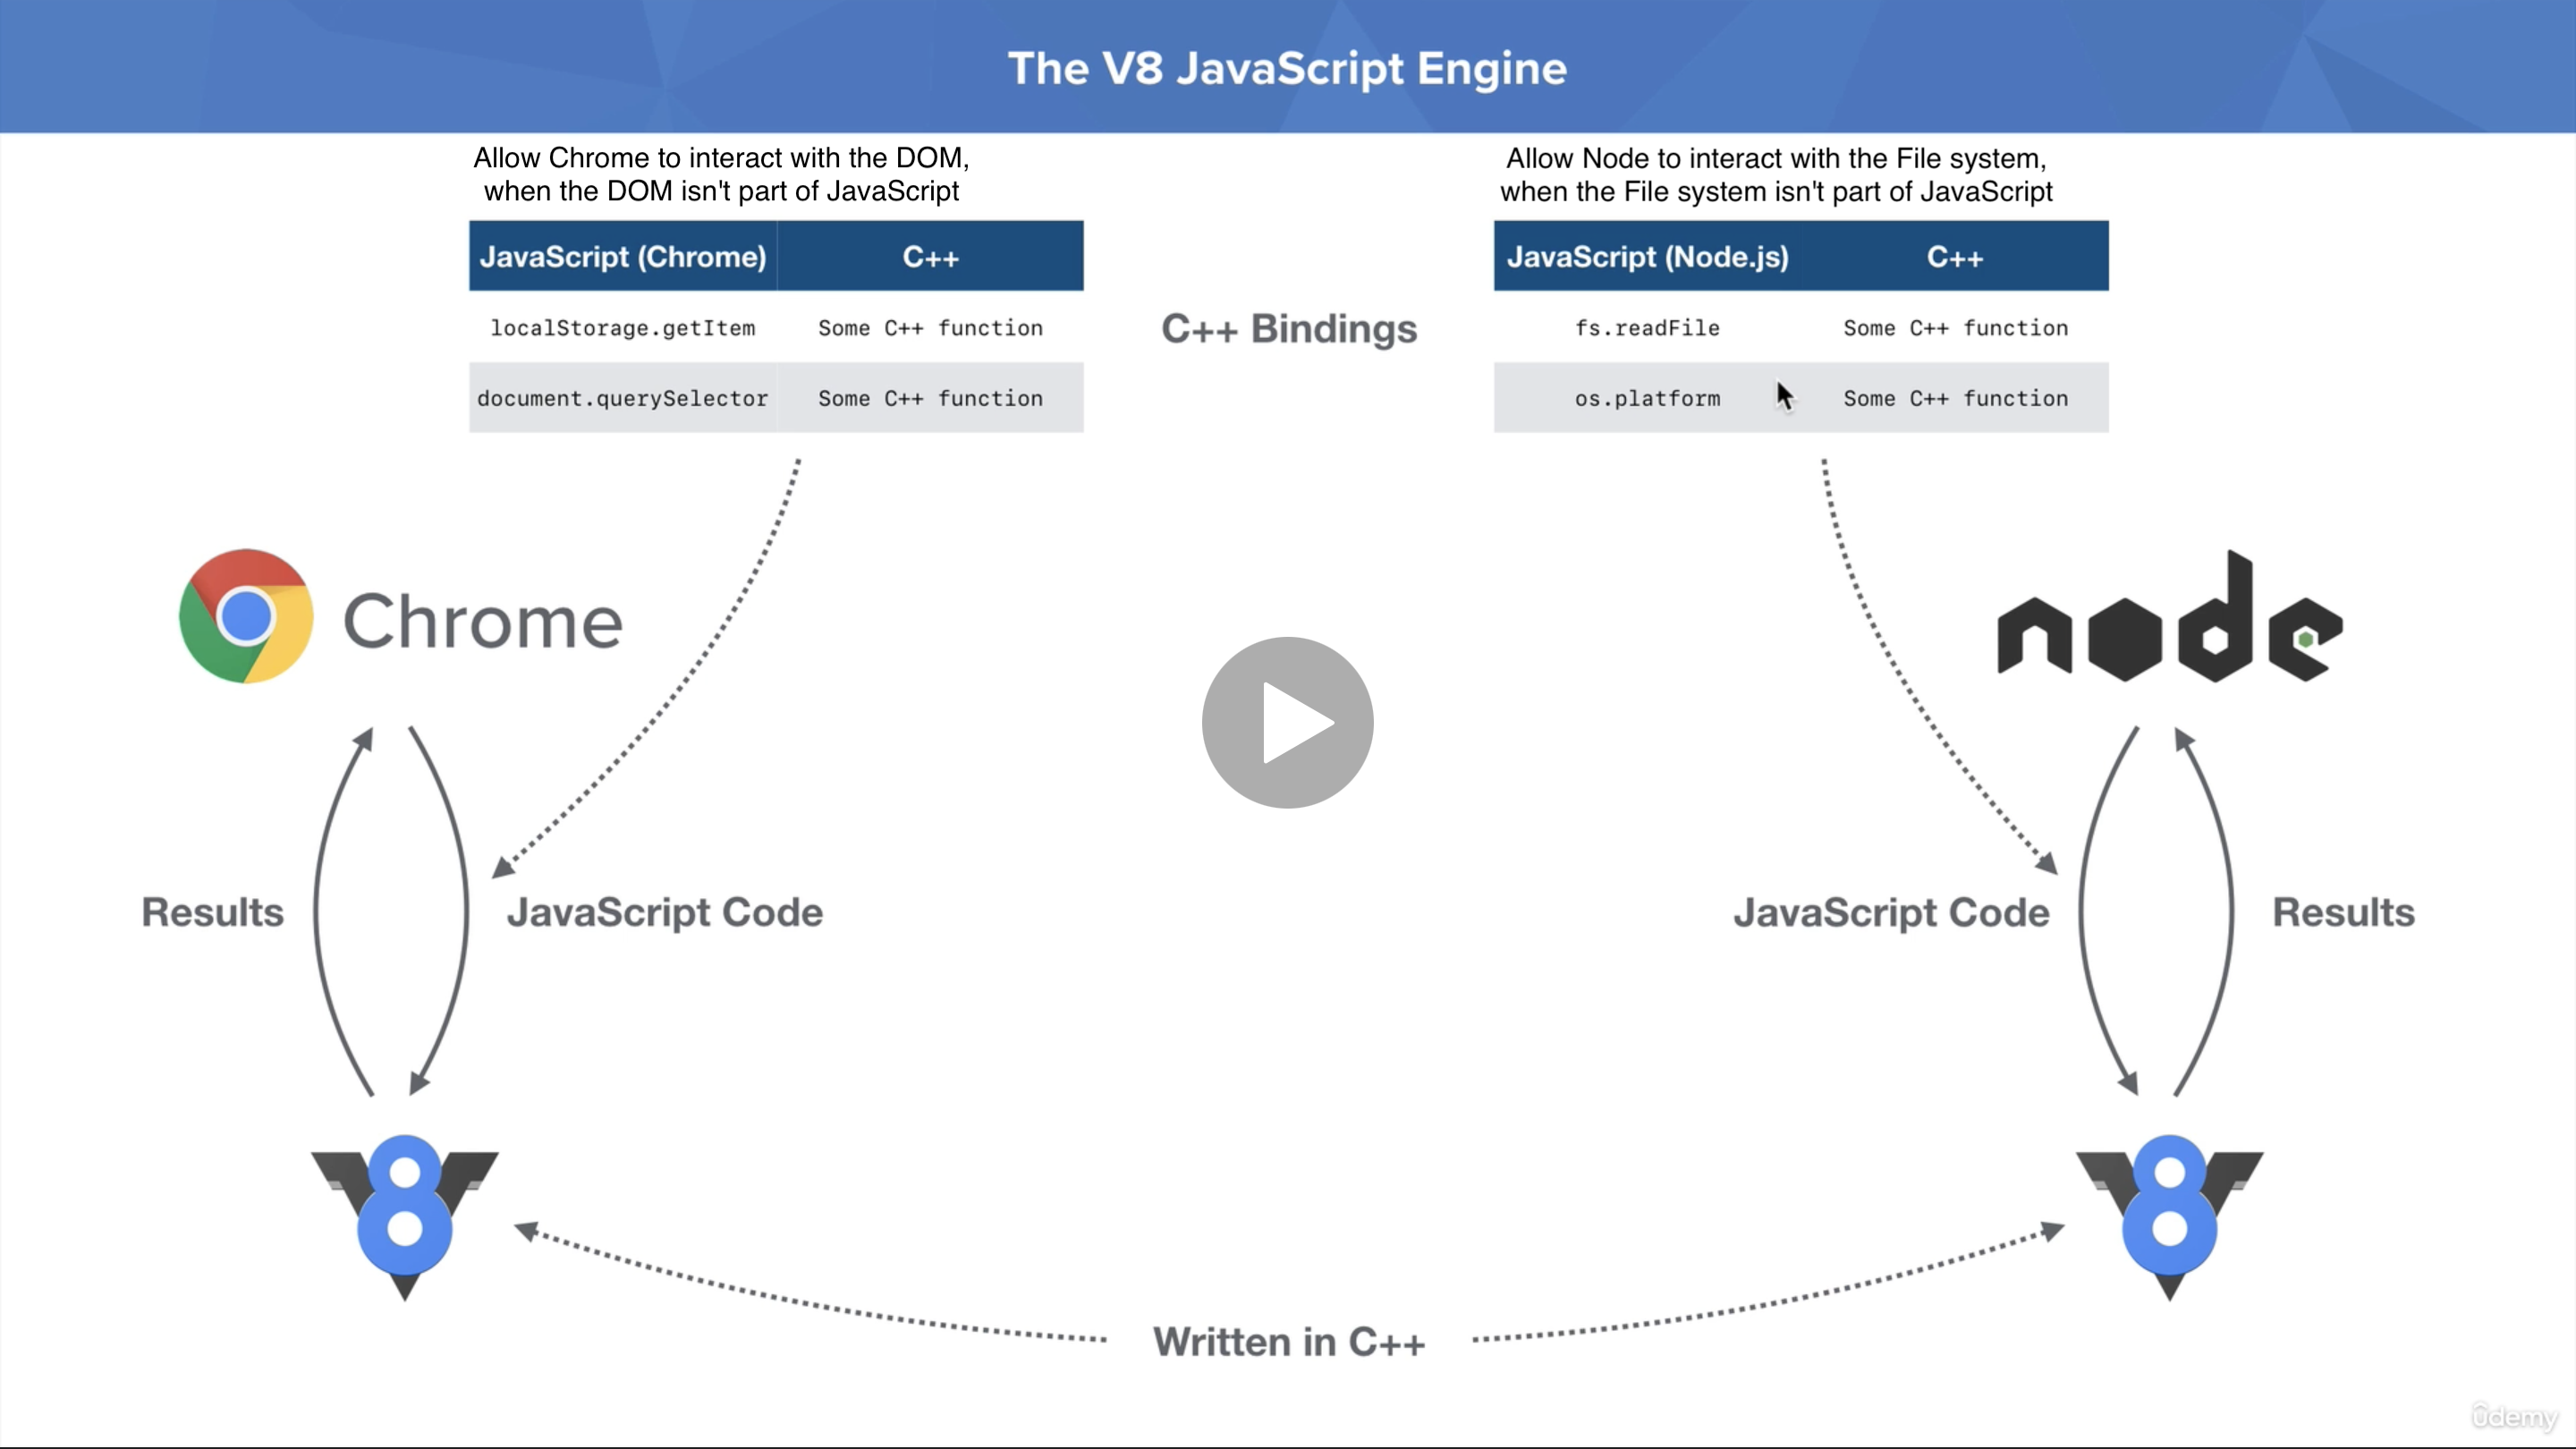 The V8 JavaScript Engine
Allow Chrome to interact with the DOM,
when the DOM isn't part of JavaScript
Allow Node to interact with the File system,
when the File system isn't part of JavaScript
JavaScript (Chrome) C++
localStorage.getItem Some C++ function
document.querySelector Some C++ function
C++ Bindings
JavaScript (Node.js) C++
fs.readFile Some C++ function
os.platform Some C++ function
Chrome
node
Results
JavaScript Code
JavaScript Code
Results
V8
V8
Written in C++
ûdemy